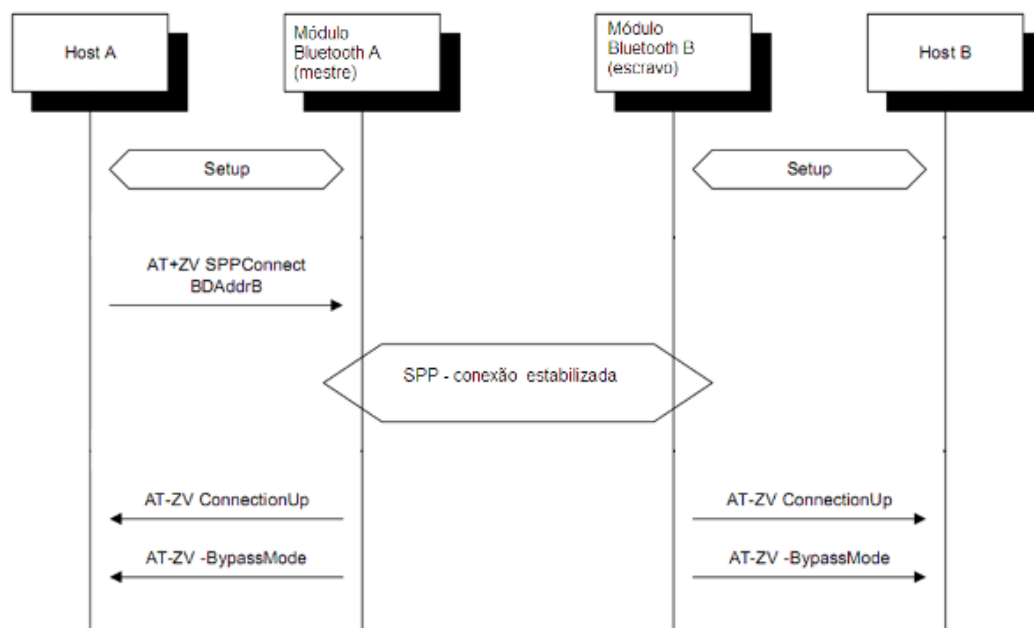 Host A
Módulo
Bluetooth A
(mestre)
Módulo
Bluetooth B
(escravo)
Host B
Setup
Setup
AT+ZV SPPConnect
BDAddrB
SPP - conexão estabilizada
AT-ZV ConnectionUp
AT-ZV ConnectionUp
AT-ZV -BypassMode
AT-ZV -BypassMode